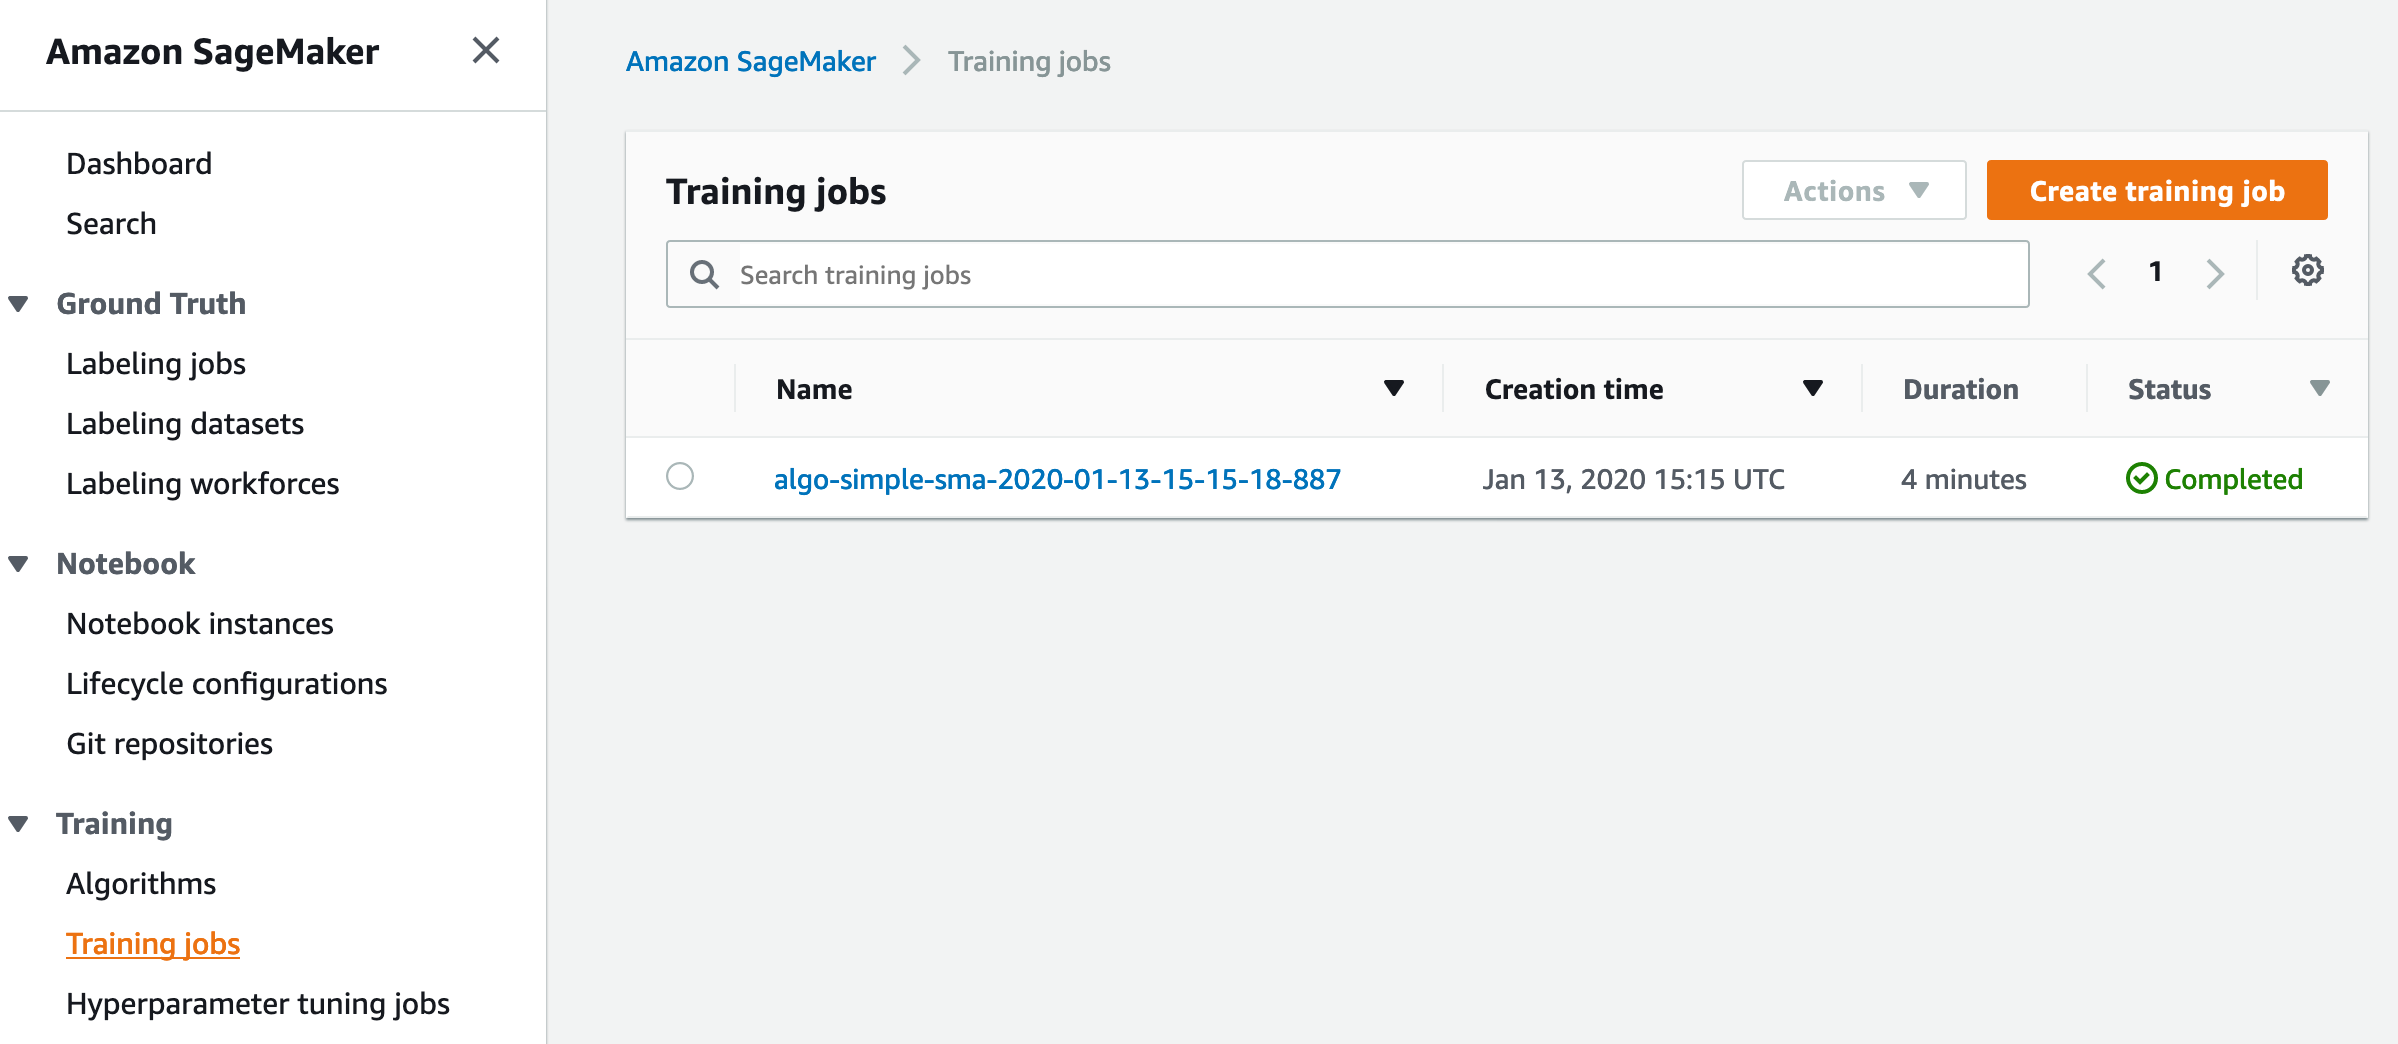 Amazon SageMaker
Dashboard
Search
Ground Truth
Labeling jobs
Labeling datasets
Labeling workforces
Notebook
Notebook instances
Lifecycle configurations
Git repositories
Training
Algorithms
Training jobs
Hyperparameter tuning jobs
Amazon SageMaker Training jobs
Training jobs Actions Create training job
Search training jobs 1
Name Creation time Duration Status
algo-simple-sma-2020-01-13-15-15-18-887 Jan 13, 2020 15:15 UTC 4 minutes Completed